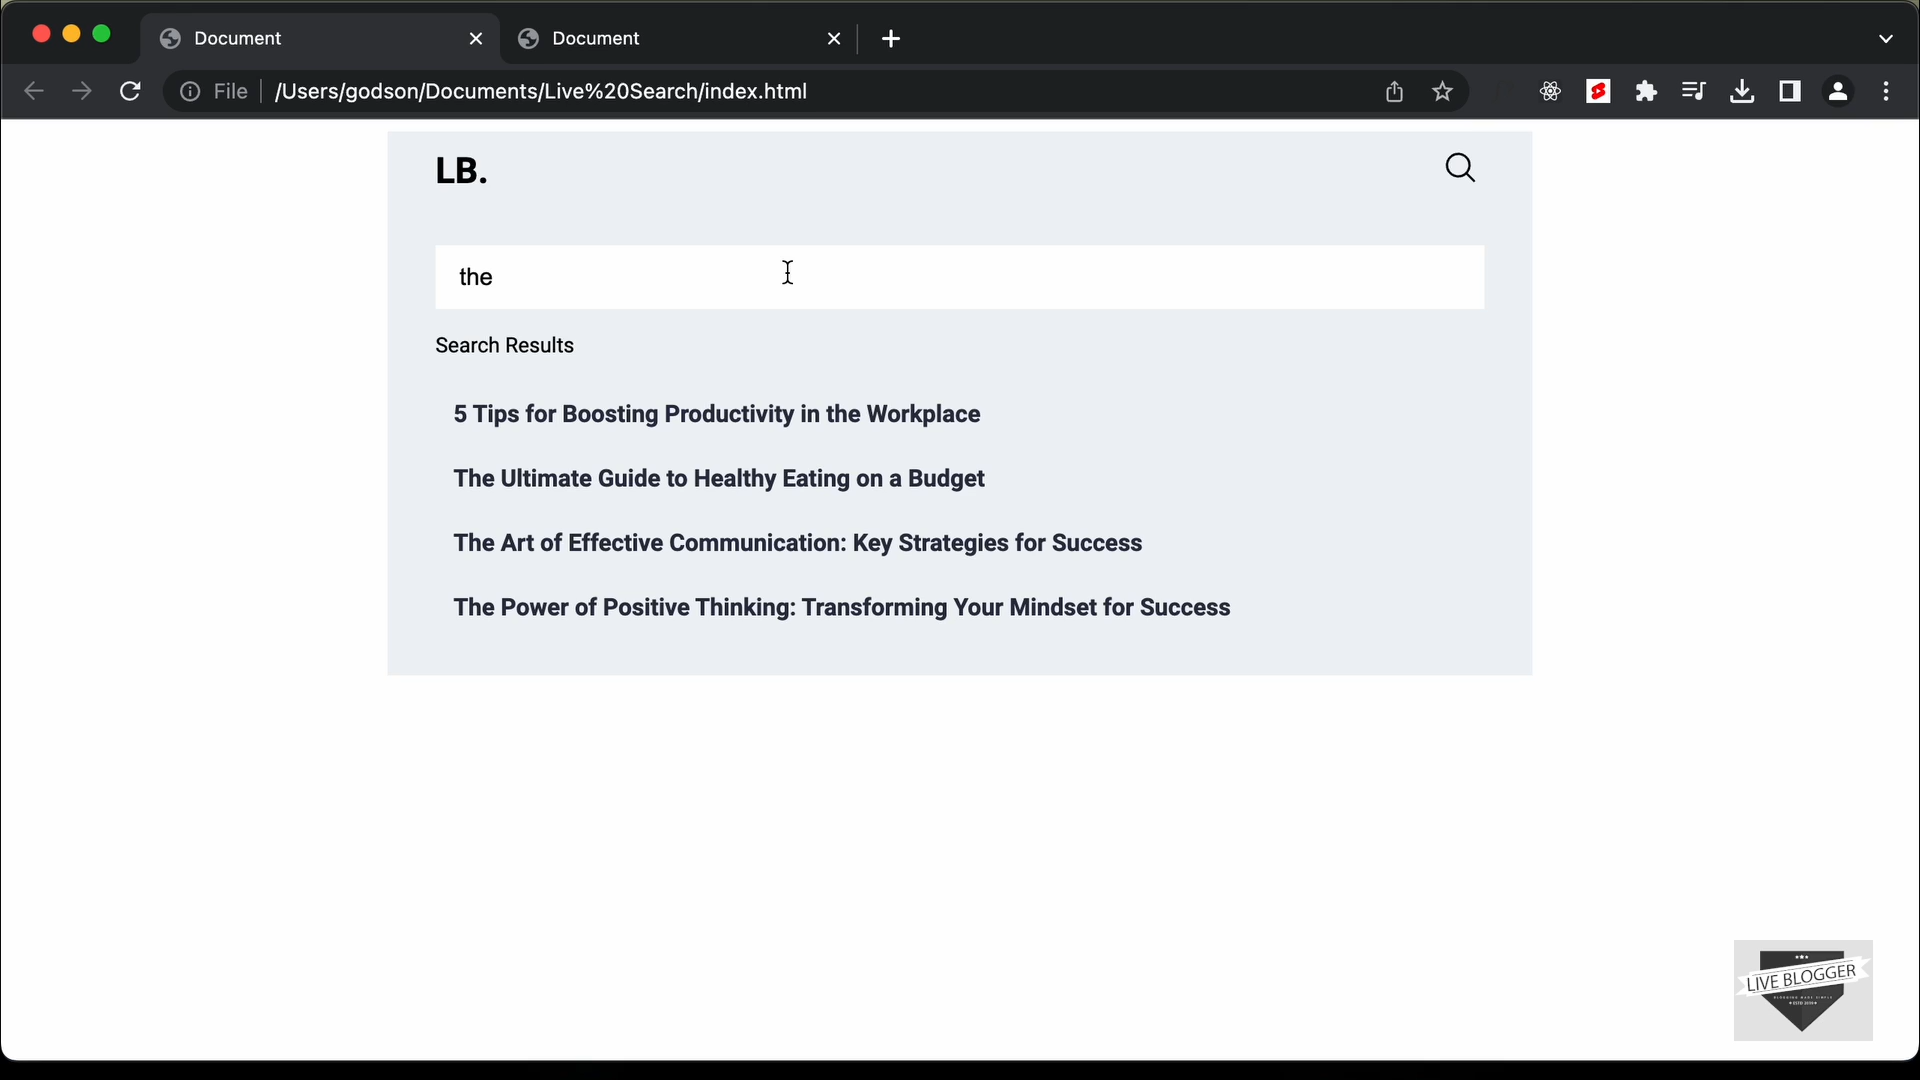 Document
Document
File
/Users/godson/Documents/Live%20Search/index.html
LB.
the
Search Results
5 Tips for Boosting Productivity in the Workplace
The Ultimate Guide to Healthy Eating on a Budget
The Art of Effective Communication: Key Strategies for Success
The Power of Positive Thinking: Transforming Your Mindset for Success
LIVE BLOGGER